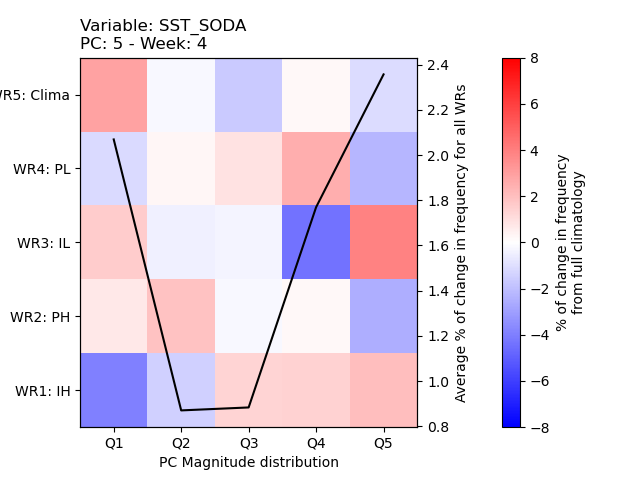 Variable: SST_SODA
PC: 5 - Week: 4
WR5: Clima
WR4: PL
WR3: IL
WR2: PH
WR1: IH
Q1 Q2 Q3 Q4 Q5
PC Magnitude distribution
2.4
2.2
2.0
1.8
1.6
1.4
1.2
1.0
0.8
Average % of change in frequency for all WRs
8
6
4
2
0
−2
−4
−6
−8
% of change in frequency
from full climatology